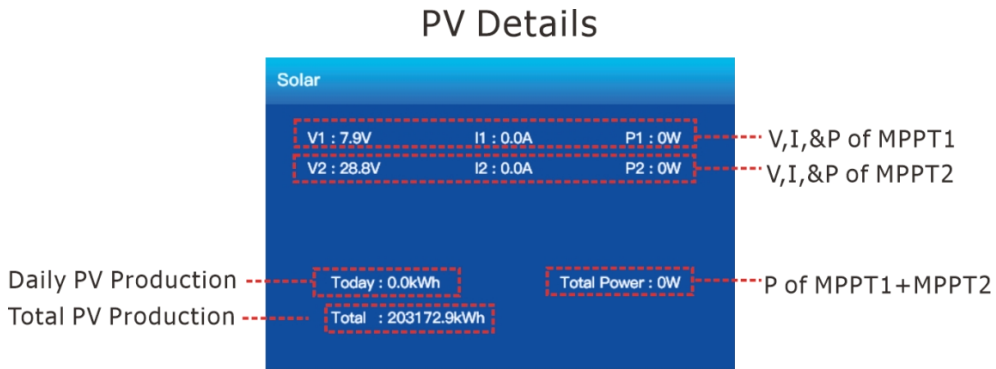 PV Details
Solar
V1 : 7.9V I1 : 0.0A P1 : 0W V,I,&P of MPPT1
V2 : 28.8V I2 : 0.0A P2 : 0W V,I,&P of MPPT2
Daily PV Production Today : 0.0kWh Total Power : 0W P of MPPT1+MPPT2
Total PV Production Total : 203172.9kWh